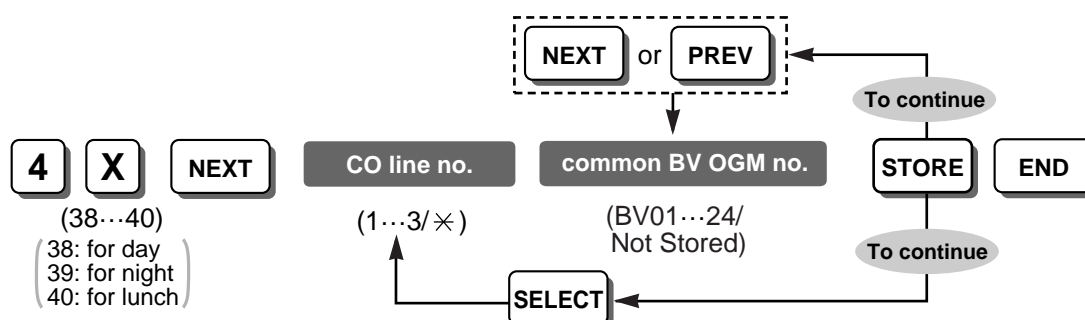 NEXT or PREV
To continue
4 X NEXT CO line no. common BV OGM no. STORE END
(38···40) (1···3/✳) (BV01···24/
Not Stored)
38: for day
39: for night
40: for lunch
To continue
SELECT